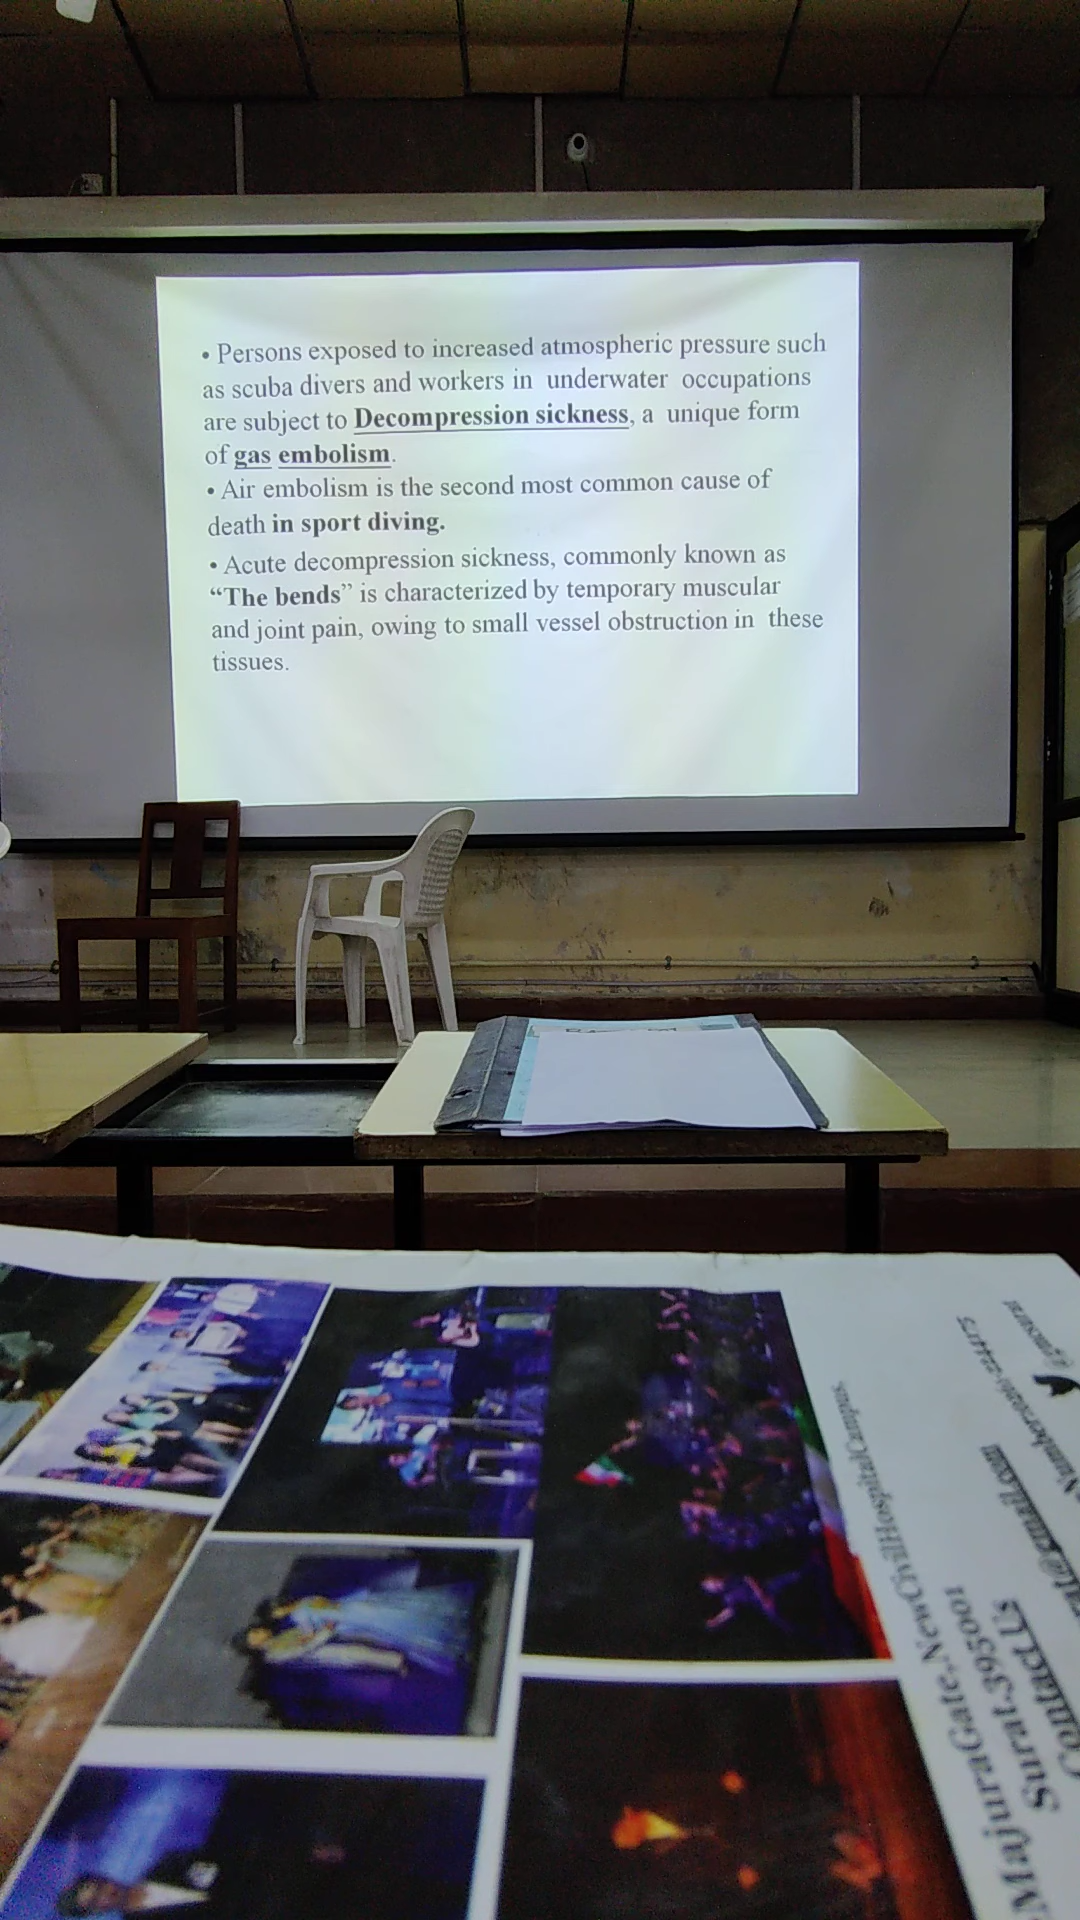 • Persons exposed to increased atmospheric pressure such
as scuba divers and workers in underwater occupations
are subject to Decompression sickness, a unique form
of gas embolism.
• Air embolism is the second most common cause of
death in sport diving.
• Acute decompression sickness, commonly known as
“The bends” is characterized by temporary muscular
and joint pain, owing to small vessel obstruction in these
tissues.
Majura Gate, New Civil Hospital Campus,
Surat.395001
Contact Us